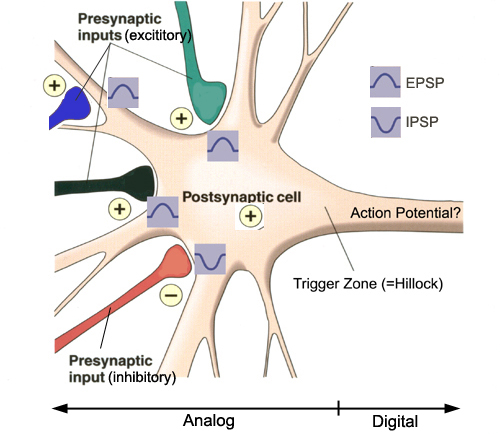 Presynaptic
inputs (excititory)
+
EPSP
IPSP
+
Postsynaptic cell
+
+
Action Potential?
Trigger Zone (=Hillock)
−
Presynaptic
input (inhibitory)
Analog
Digital